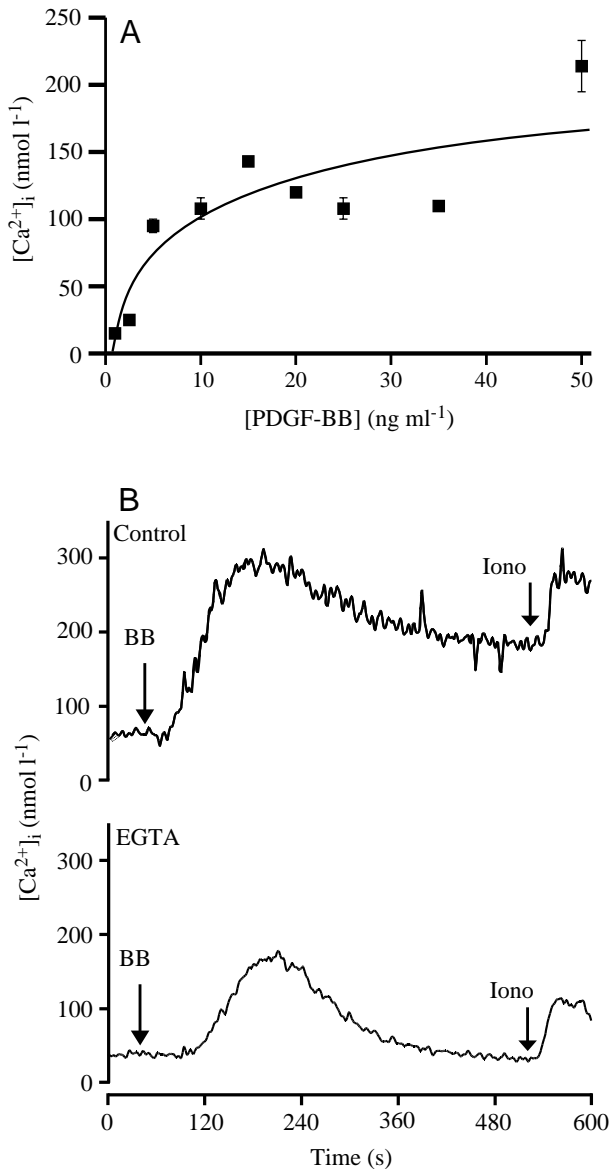 A
250
200
150
100
50
0
[Ca2+]i (nmol l-1)
0 10 20 30 40 50
[PDGF-BB] (ng ml-1)
B
Control
300
200
100
0
BB
Iono
[Ca2+]i (nmol l-1)
EGTA
300
200
100
0
BB
Iono
0 120 240 360 480 600
Time (s)